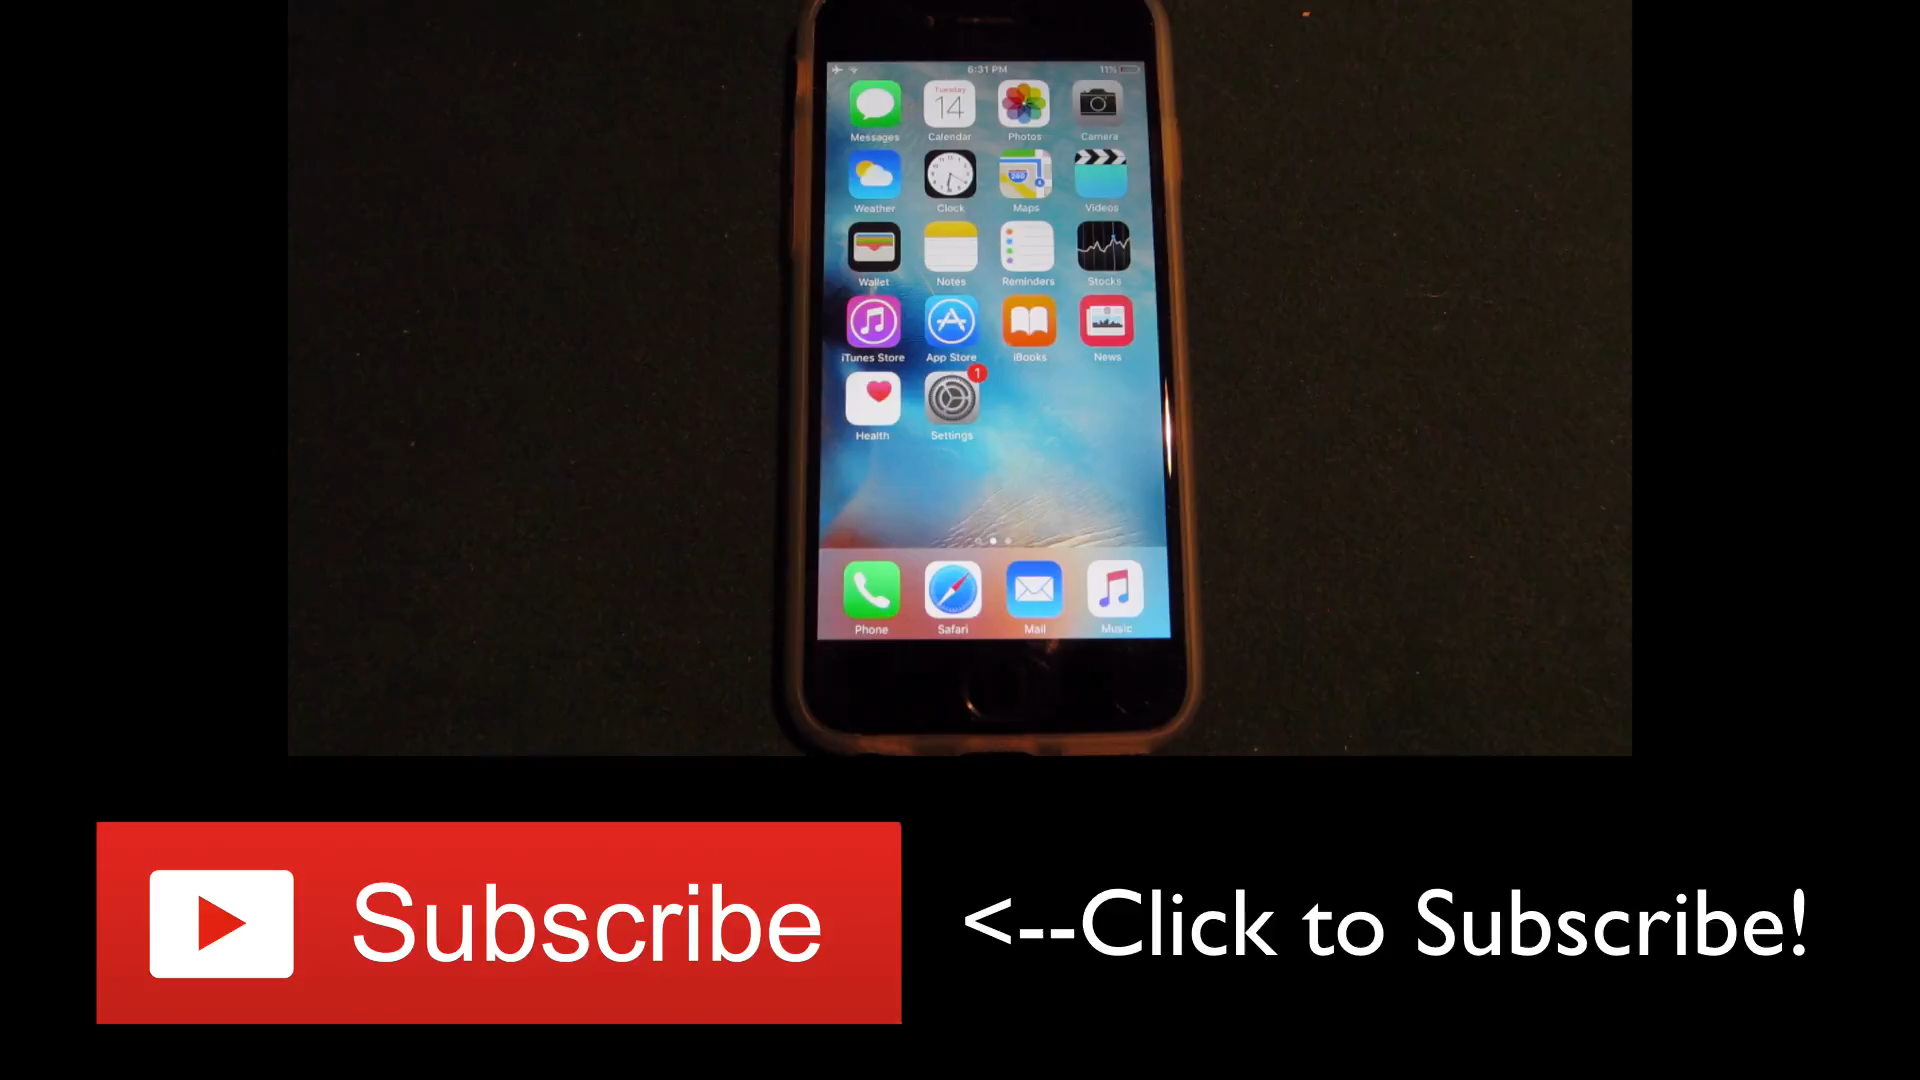 6:31 PM 11%
Tuesday
14
Messages Calendar Photos Camera
280
Weather Clock Maps Videos
Wallet Notes Reminders Stocks
iTunes Store App Store iBooks News
1
Health Settings
Phone Safari Mail Music
Subscribe <--Click to Subscribe!